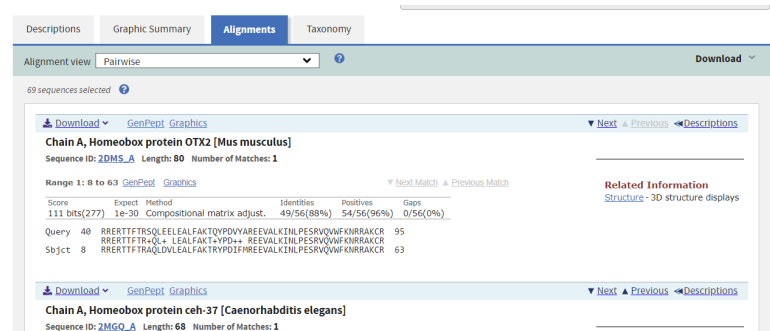 Descriptions Graphic Summary Alignments Taxonomy
Alignment view Pairwise ? Download
69 sequences selected ?
Download GenPept Graphics Next Previous Descriptions
Chain A, Homeobox protein OTX2 [Mus musculus]
Sequence ID: 2DMS_A Length: 80 Number of Matches: 1
Range 1: 8 to 63 GenPept Graphics Next Match Previous Match
Related Information
Structure - 3D structure displays
Score Expect Method Identities Positives Gaps
111 bits(277) 1e-30 Compositional matrix adjust. 49/56(88%) 54/56(96%) 0/56(0%)
Query 40 RRERTTFTRSQLEELEALFAKTQYPDVYAREEVALKINLPESRVQVWFKNRRAKCR 95
RRERTTFTR+QL+ LEALFAKT+YPD++ REEVALKINLPESRVQVWFKNRRAKCR
Sbjct 8 RRERTTFTRAQLDVLEALFAKTRYPDIFMREEVALKINLPESRVQVWFKNRRAKCR 63
Download GenPept Graphics Next Previous Descriptions
Chain A, Homeobox protein ceh-37 [Caenorhabditis elegans]
Sequence ID: 2MGQ_A Length: 68 Number of Matches: 1